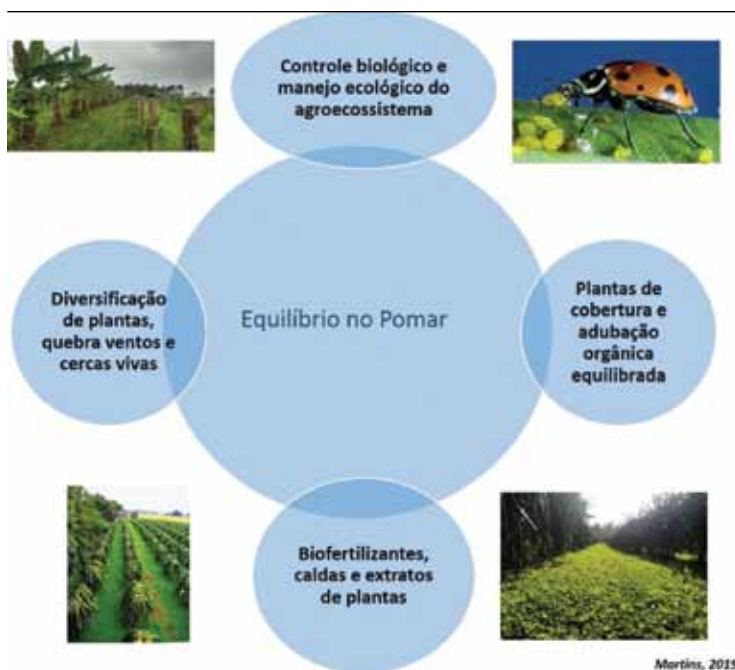 Controle biológico e
manejo ecológico do
agroecossistema
Diversificação
de plantas,
quebra ventos e
cercas vivas
Equilíbrio no Pomar
Plantas de
cobertura e
adubação
orgânica
equilibrada
Biofertilizantes,
caldas e extratos
de plantas
Martins, 2019